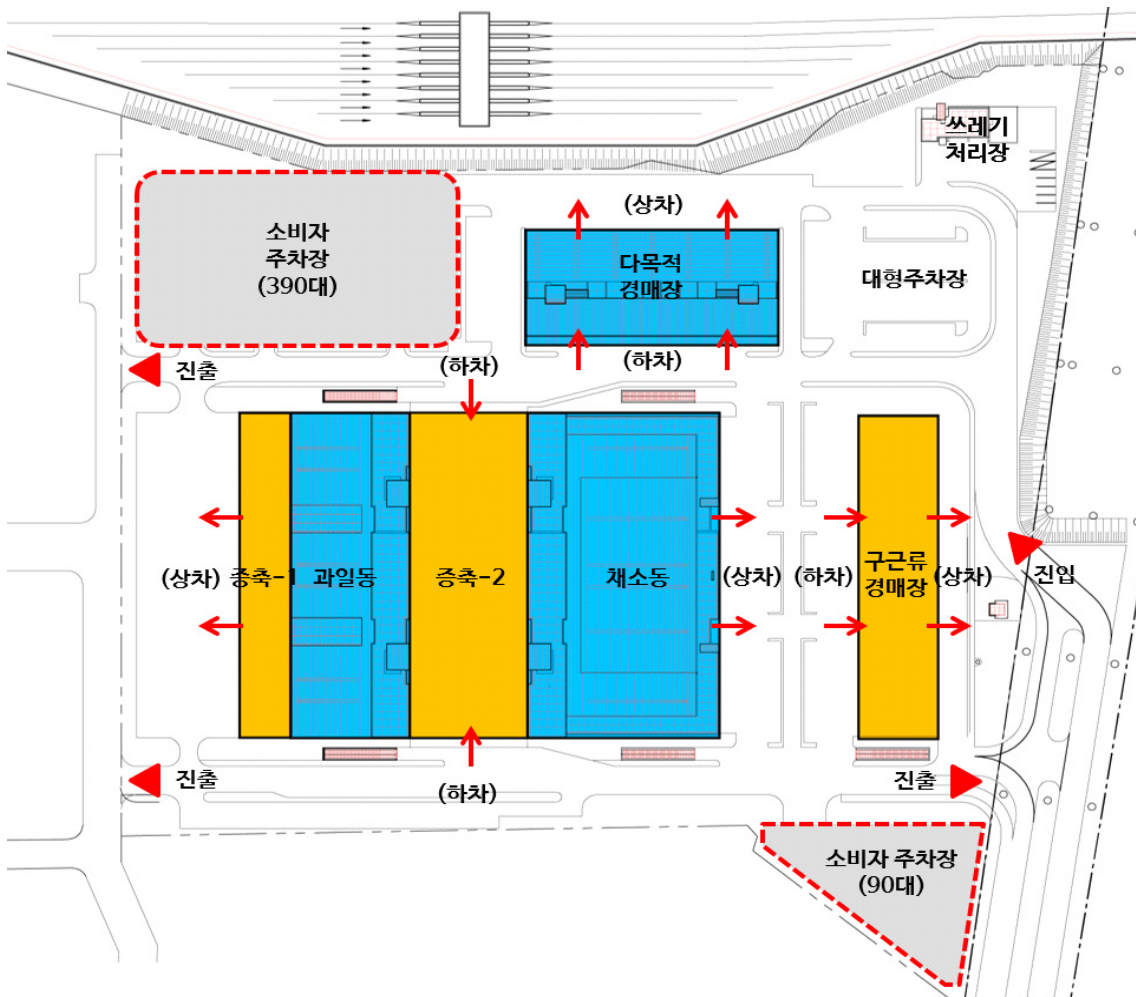 쓰레기
처리장
(상차)
소비자
주차장
(390대)
다목적
경매장
대형주차장
진출
(하차)
(하차)
(상차)
증축-1
과일동
증축-2
채소동
(상차)
(하차)
구근류
경매장
(상차)
진입
진출
(하차)
진출
소비자 주차장
(90대)